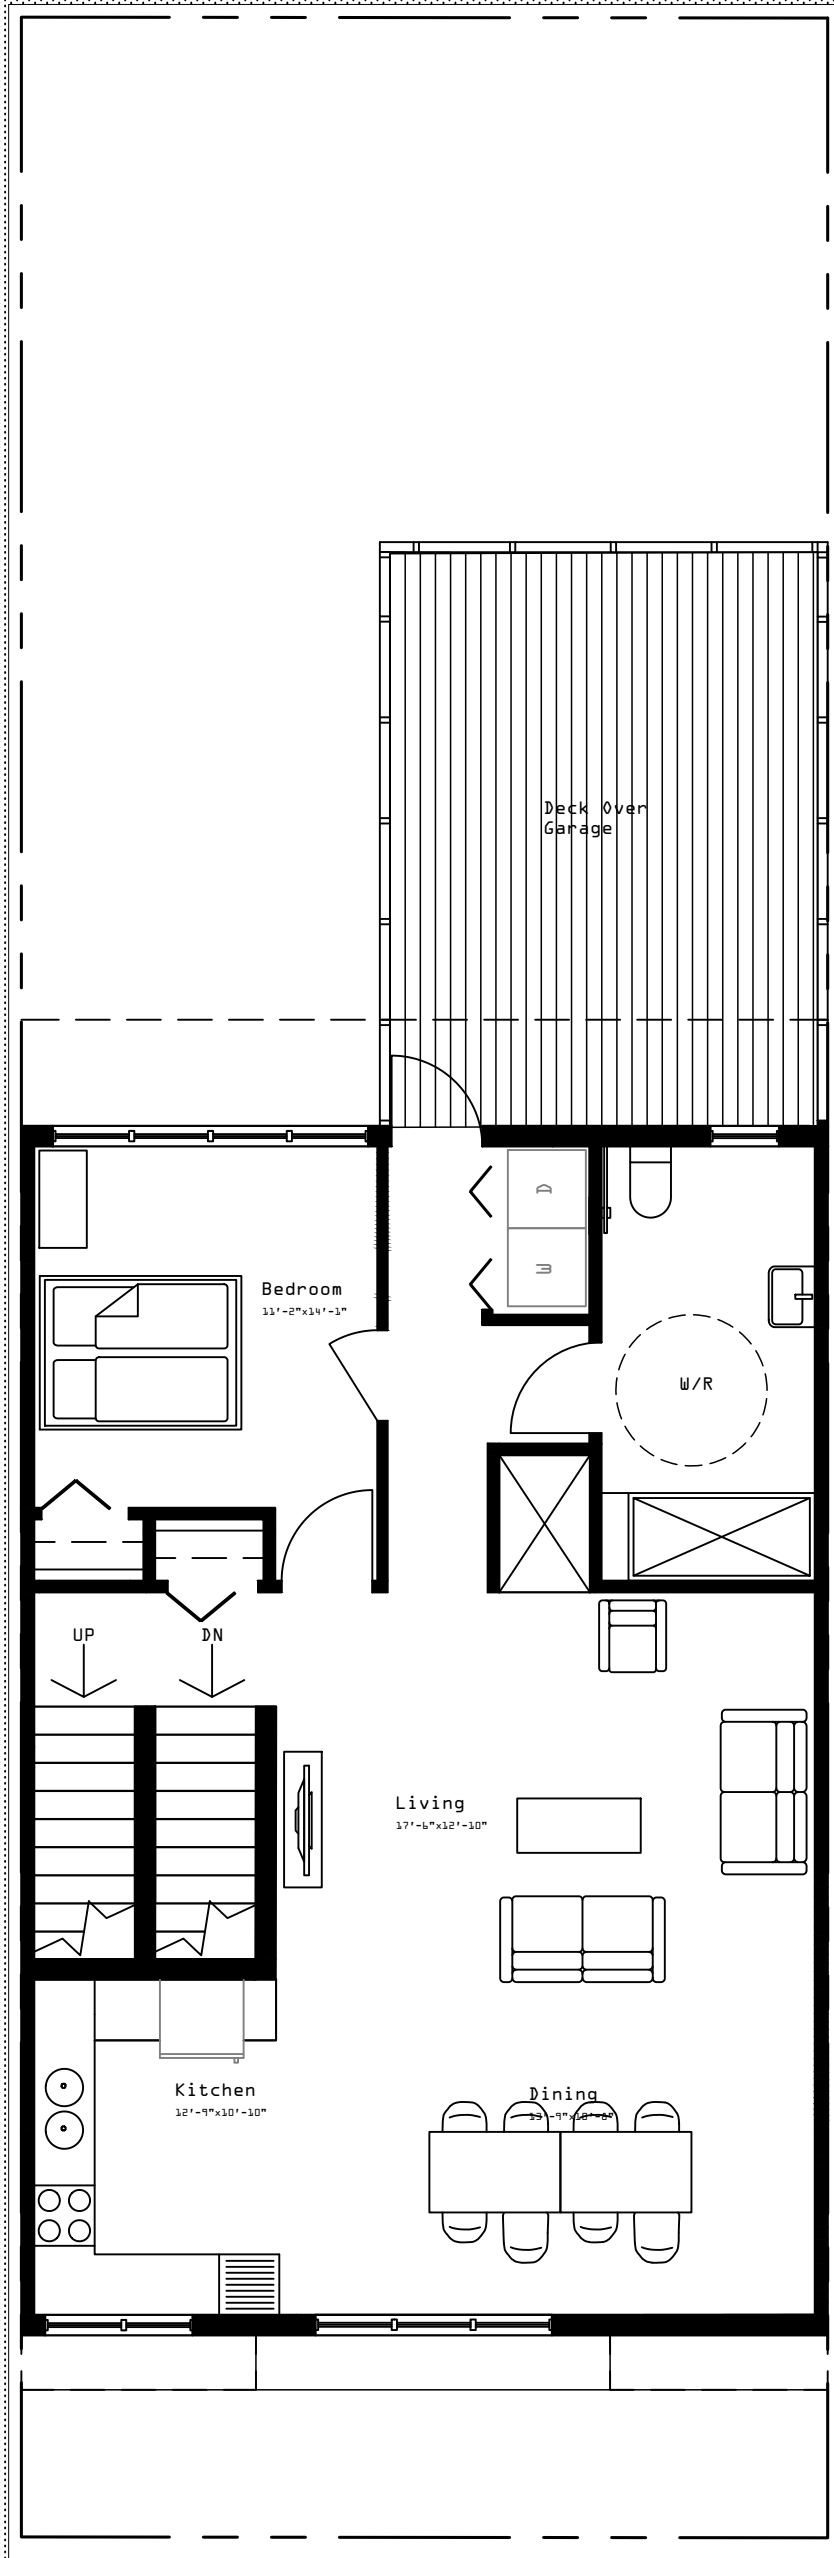 Deck Over
Garage
D
W
Bedroom
11'-2"x14'-1"
W/R
UP
DN
Living
17'-6"x12'-10"
Kitchen
12'-9"x10'-10"
Dining